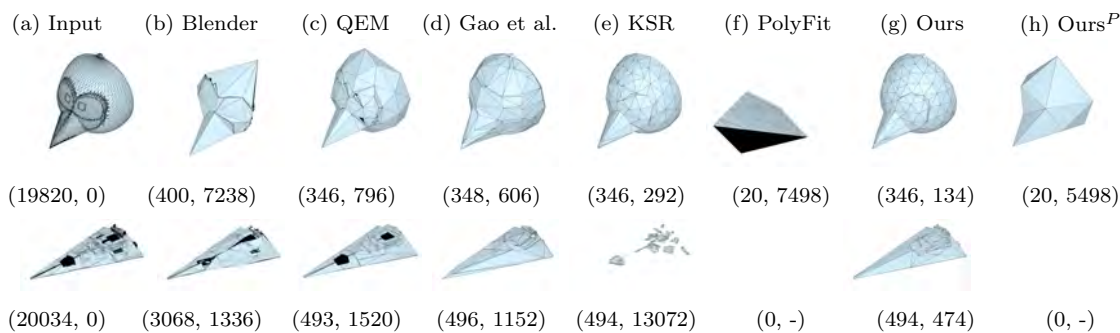 (a) Input (b) Blender (c) QEM (d) Gao et al. (e) KSR (f) PolyFit (g) Ours (h) Ours^P
(19820, 0) (400, 7238) (346, 796) (348, 606) (346, 292) (20, 7498) (346, 134) (20, 5498)
(20034, 0) (3068, 1336) (493, 1520) (496, 1152) (494, 13072) (0, -) (494, 474) (0, -)